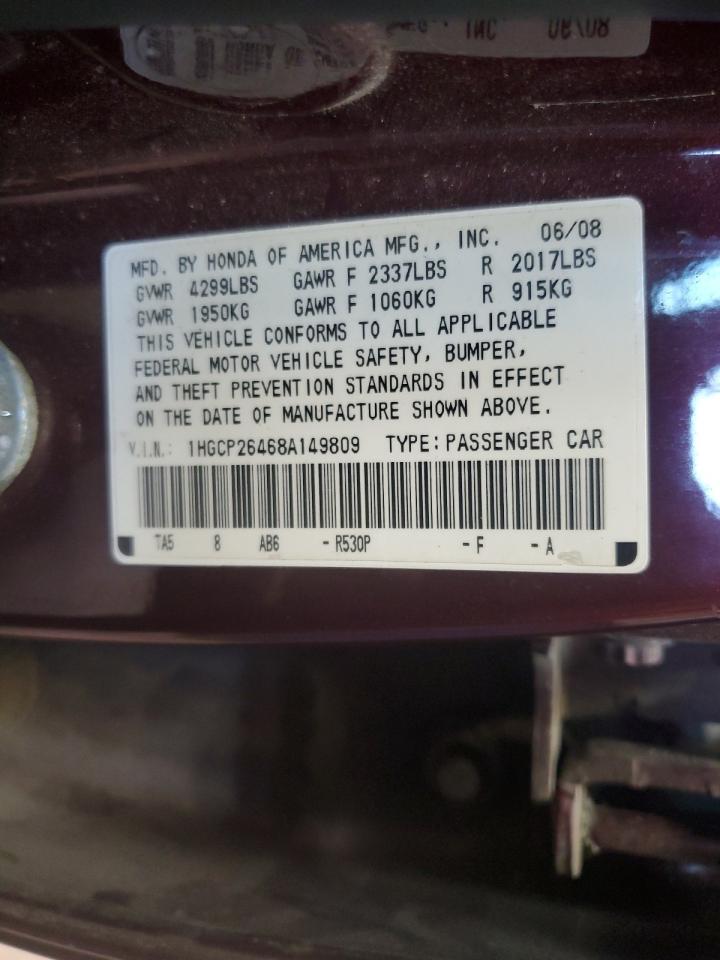 MFD. BY HONDA OF AMERICA MFG., INC. 06/08
GVWR 4299LBS GAWR F 2337LBS R 2017LBS
GVWR 1950KG GAWR F 1060KG R 915KG
THIS VEHICLE CONFORMS TO ALL APPLICABLE
FEDERAL MOTOR VEHICLE SAFETY, BUMPER,
AND THEFT PREVENTION STANDARDS IN EFFECT
ON THE DATE OF MANUFACTURE SHOWN ABOVE.
V.I.N.: 1HGCP26468A149809 TYPE: PASSENGER CAR
TA5 8 AB6 - R530P - F - A